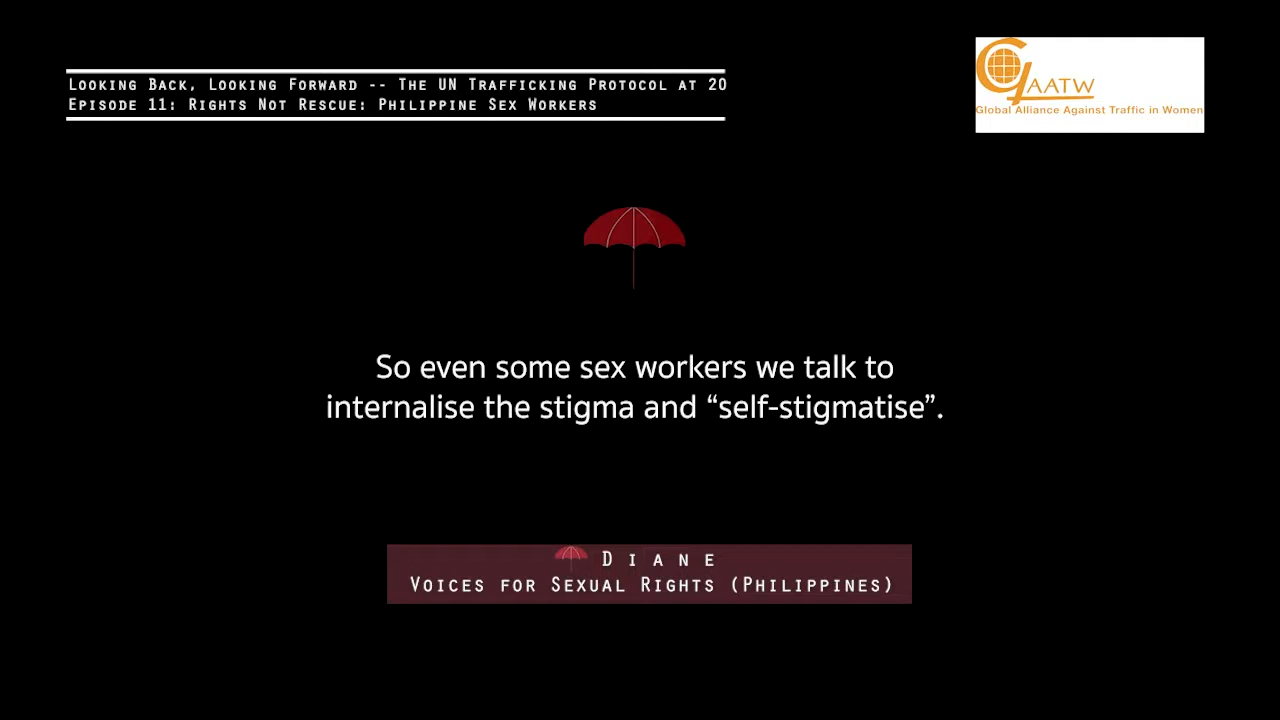 Looking Back, Looking Forward -- The UN Trafficking Protocol at 20
Episode 11: Rights Not Rescue: Philippine Sex Workers
GAATW
Global Alliance Against Traffic in Women
So even some sex workers we talk to
internalise the stigma and “self-stigmatise”.
Diane
Voices for Sexual Rights (Philippines)